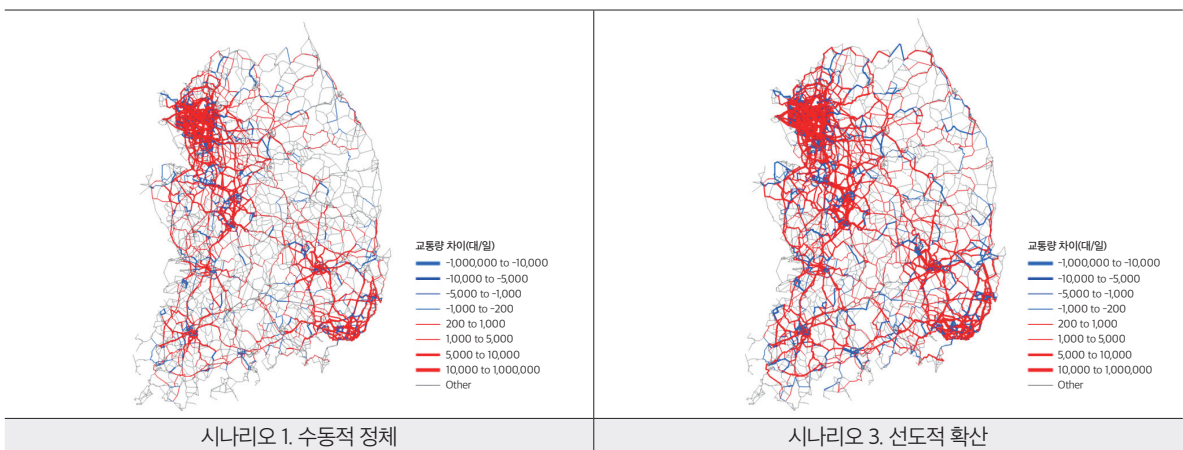 교통량 차이(대/일)
-1,000,000 to -10,000
-10,000 to -5,000
-5,000 to -1,000
-1,000 to -200
200 to 1,000
1,000 to 5,000
5,000 to 10,000
10,000 to 1,000,000
Other
교통량 차이(대/일)
-1,000,000 to -10,000
-10,000 to -5,000
-5,000 to -1,000
-1,000 to -200
200 to 1,000
1,000 to 5,000
5,000 to 10,000
10,000 to 1,000,000
Other
시나리오 1. 수동적 정체
시나리오 3. 선도적 확산